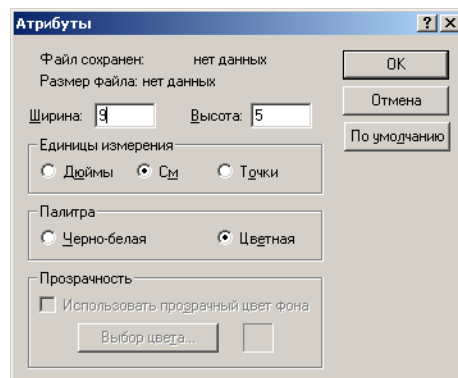 Атрибуты
Файл сохранен: нет данных
Размер файла: нет данных
Ширина: 9 Высота: 5
Единицы измерения
Дюймы См Точки
Палитра
Черно-белая Цветная
Прозрачность
Использовать прозрачный цвет фона
Выбор цвета...
OK
Отмена
По умолчанию